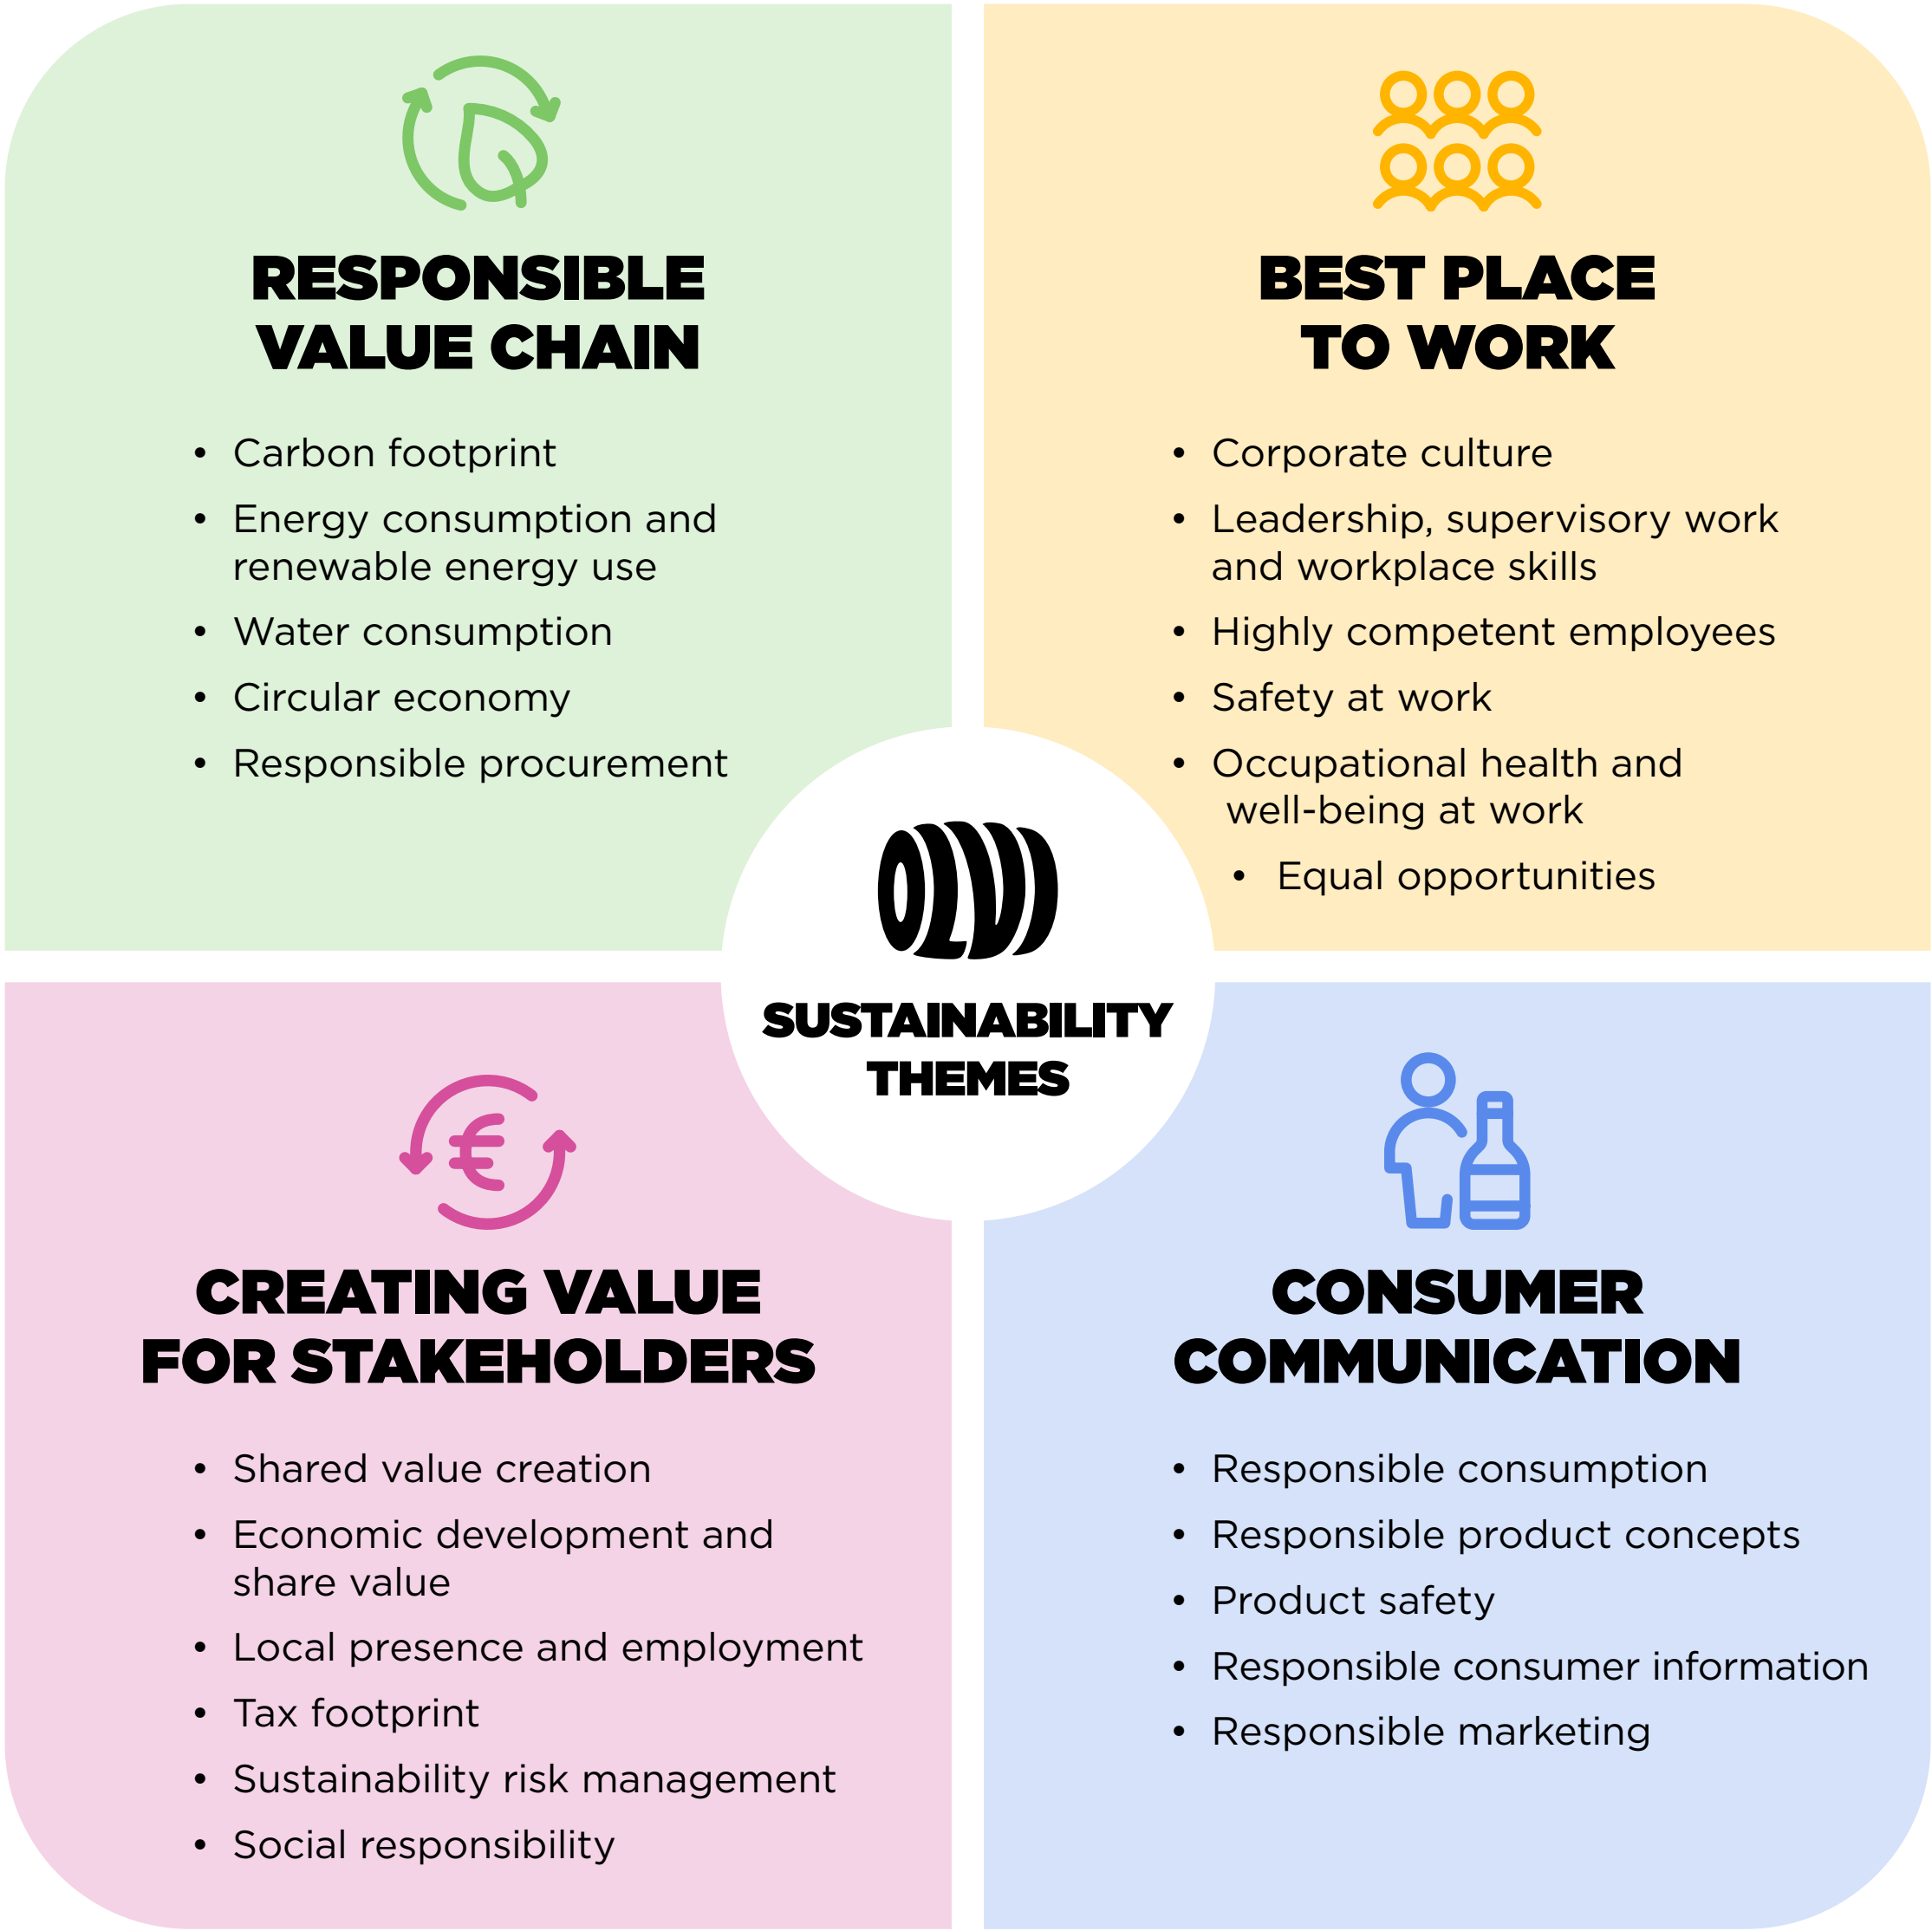 RESPONSIBLE
VALUE CHAIN
• Carbon footprint
• Energy consumption and
renewable energy use
• Water consumption
• Circular economy
• Responsible procurement
BEST PLACE
TO WORK
• Corporate culture
• Leadership, supervisory work
and workplace skills
• Highly competent employees
• Safety at work
• Occupational health and
well-being at work
• Equal opportunities
OLVI
SUSTAINABILITY
THEMES
CREATING VALUE
FOR STAKEHOLDERS
• Shared value creation
• Economic development and
share value
• Local presence and employment
• Tax footprint
• Sustainability risk management
• Social responsibility
CONSUMER
COMMUNICATION
• Responsible consumption
• Responsible product concepts
• Product safety
• Responsible consumer information
• Responsible marketing